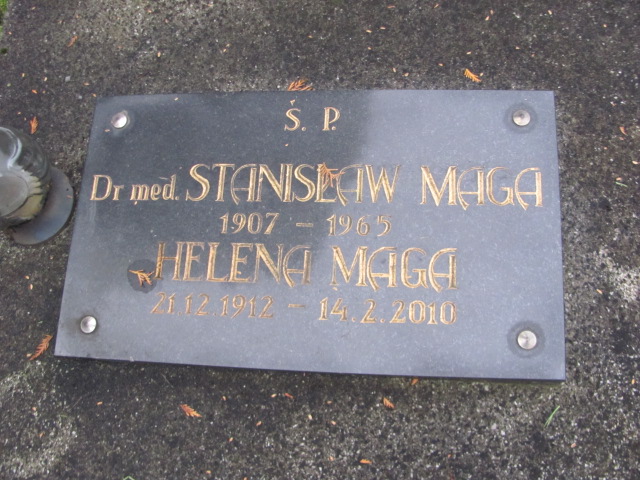 Ś. P.
Dr med. STANISŁAW MAGA
1907 - 1965
HELENA MAGA
21.12.1912 - 14.2.2010